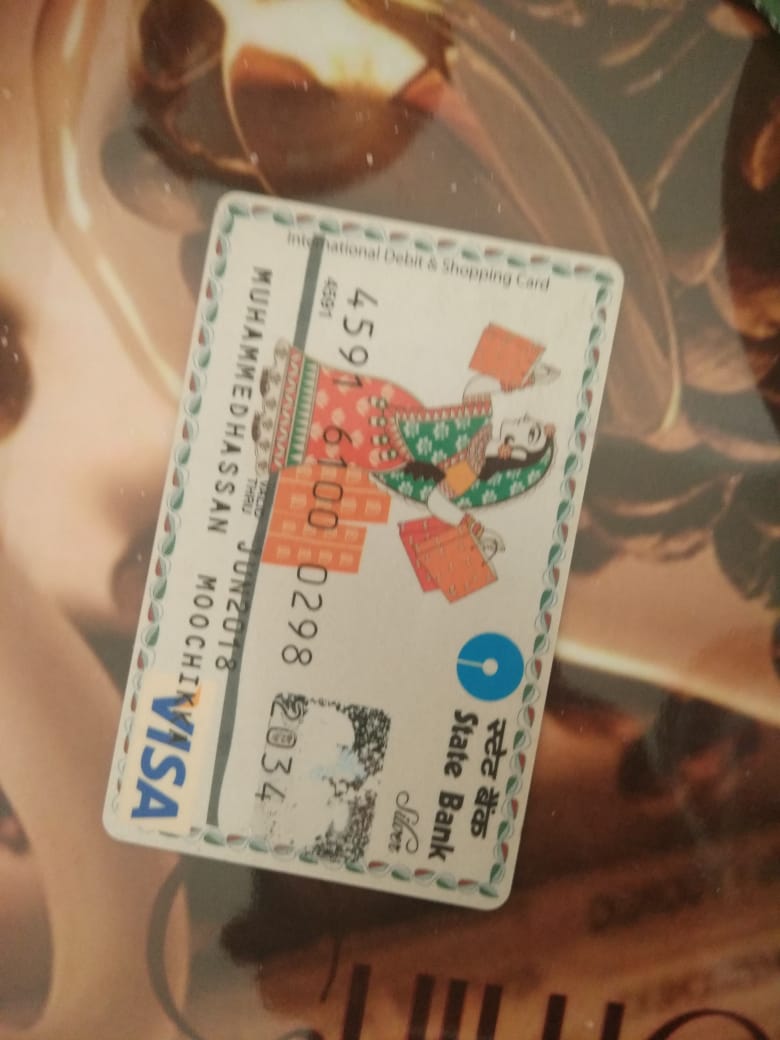 International Debit & Shopping Card
स्टेट बैंक
State Bank
Silver
4591 6100 0298 2034
4591
VALID THRU JUN2018
MUHAMMEDHASSAN MOOCHIKKA
VISA